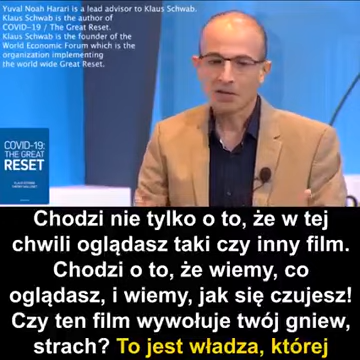 Yuval Noah Harari is a lead advisor to Klaus Schwab.
Klaus Schwab is the author of
COVID-19 / The Great Reset.
Klaus Schwab is the founder of the
World Economic Forum which is the
organization implementing
the world wide Great Reset.
COVID-19:
THE GREAT
RESET
Chodzi nie tylko o to, że w tej
chwili oglądasz taki czy inny film.
Chodzi o to, że wiemy, co
oglądasz, i wiemy, jak się czujesz!
Czy ten film wywołuje twój gniew,
strach? To jest władza, której